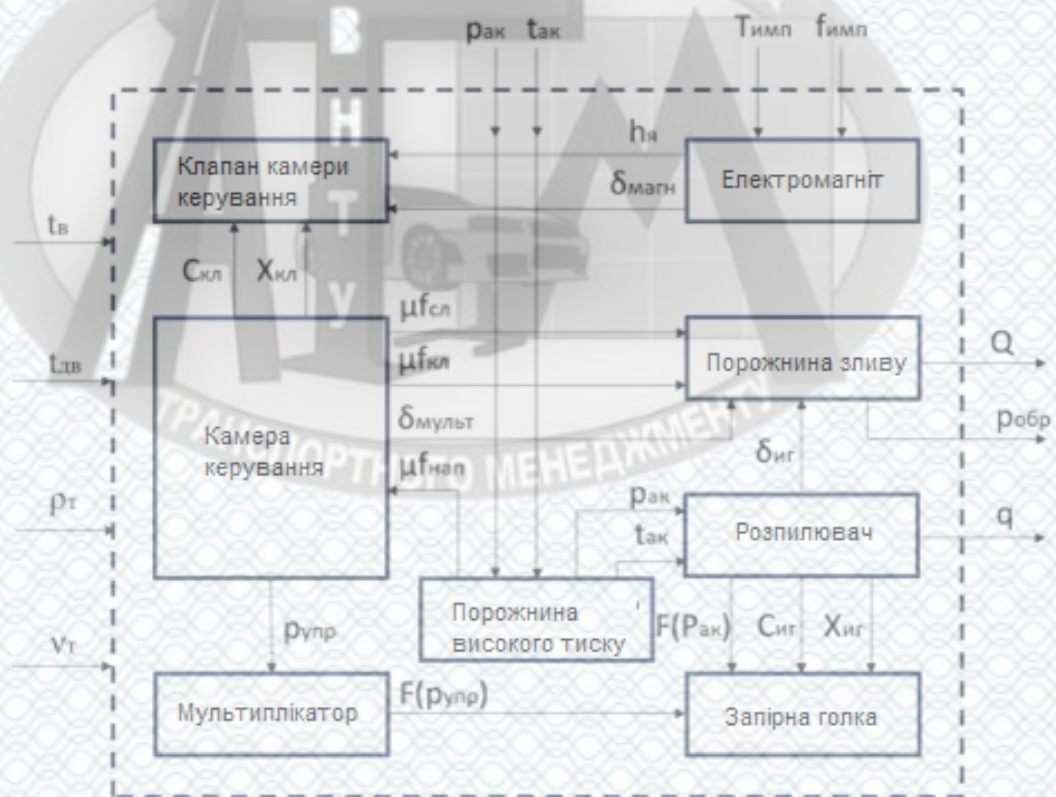 В
Н
Т
У
pак tак Tимп fимп
hя
Клапан камери
керування
δмагн
Електромагніт
tв
Cкл Xкл
μfсл
μfкл
Порожнина зливу
Q
tдв
δмульт
pобр
ТРАНСПОРТНОГО МЕНЕДЖМЕНТУ
Камера
керування
μfнап
δиг
pак
tак
Розпилювач
q
ρт
Порожнина
високого тиску
pупр
F(Pак) Cиг Xиг
νт
Мультиплікатор
F(pупр)
Запірна голка